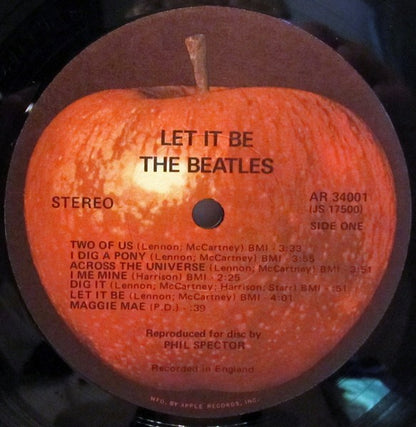 LET IT BE
THE BEATLES
STEREO
AR 34001
(JS 17500)
SIDE ONE
TWO OF US (Lennon; McCartney) BMI - 3:33
I DIG A PONY (Lennon; McCartney) BMI - 3:55
ACROSS THE UNIVERSE (Lennon; McCartney) BMI - 3:51
I ME MINE (Harrison) BMI - 2:25
DIG IT (Lennon; McCartney; Harrison; Starr) BMI - :51
LET IT BE (Lennon; McCartney) BMI - 4:01
MAGGIE MAE (P.D.) - :39
Reproduced for disc by
PHIL SPECTOR
Recorded in England
MFG. BY APPLE RECORDS, INC.